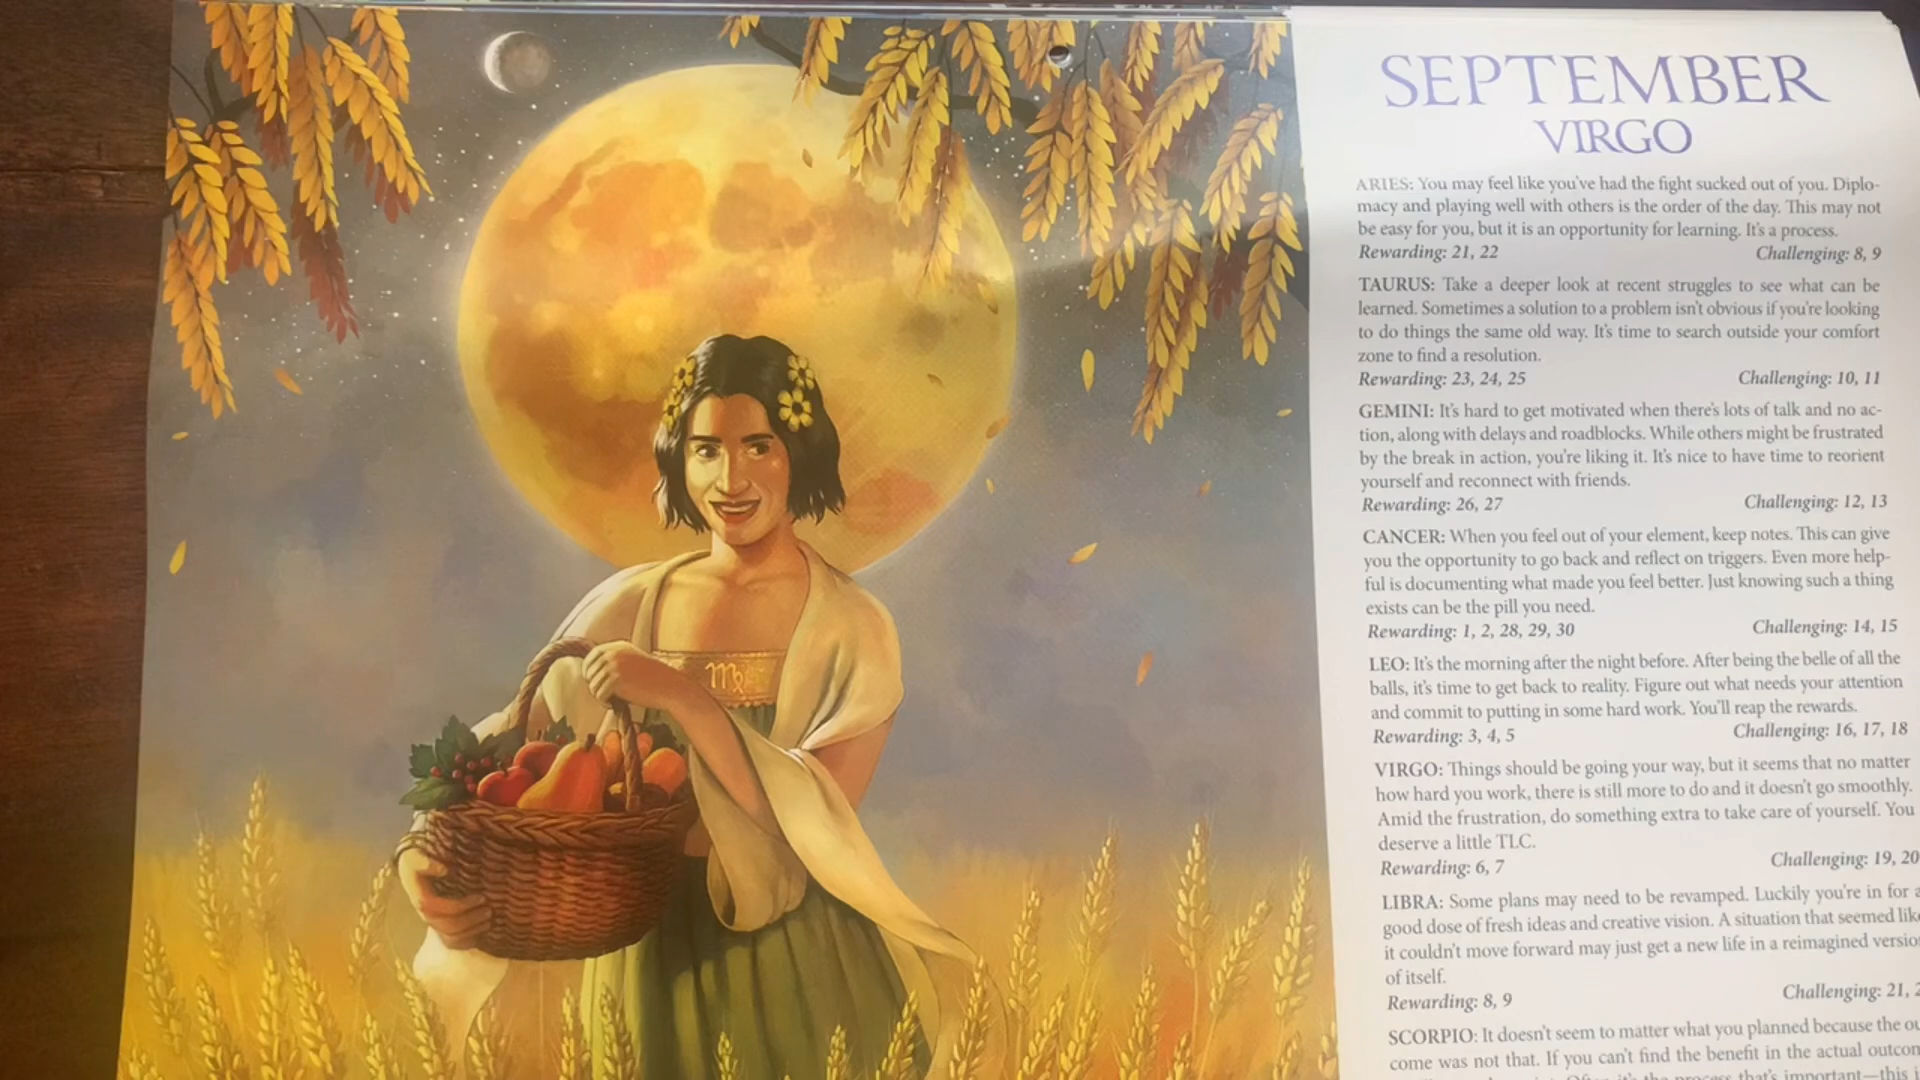 SEPTEMBER
VIRGO
ARIES: You may feel like you've had the fight sucked out of you. Diplo-
macy and playing well with others is the order of the day. This may not
be easy for you, but it is an opportunity for learning. It's a process.
Rewarding: 21, 22 Challenging: 8, 9
TAURUS: Take a deeper look at recent struggles to see what can be
learned. Sometimes a solution to a problem isn't obvious if you're looking
to do things the same old way. It's time to search outside your comfort
zone to find a resolution.
Rewarding: 23, 24, 25 Challenging: 10, 11
GEMINI: It's hard to get motivated when there's lots of talk and no ac-
tion, along with delays and roadblocks. While others might be frustrated
by the break in action, you're liking it. It's nice to have time to reorient
yourself and reconnect with friends.
Rewarding: 26, 27 Challenging: 12, 13
CANCER: When you feel out of your element, keep notes. This can give
you the opportunity to go back and reflect on triggers. Even more help-
ful is documenting what made you feel better. Just knowing such a thing
exists can be the pill you need.
Rewarding: 1, 2, 28, 29, 30 Challenging: 14, 15
LEO: It's the morning after the night before. After being the belle of all the
balls, it's time to get back to reality. Figure out what needs your attention
and commit to putting in some hard work. You'll reap the rewards.
Rewarding: 3, 4, 5 Challenging: 16, 17, 18
VIRGO: Things should be going your way, but it seems that no matter
how hard you work, there is still more to do and it doesn't go smoothly.
Amid the frustration, do something extra to take care of yourself. You
deserve a little TLC.
Rewarding: 6, 7 Challenging: 19, 20
LIBRA: Some plans may need to be revamped. Luckily you're in for
good dose of fresh ideas and creative vision. A situation that seemed
it couldn't move forward may just get a new life in a reimagined
of itself.
Rewarding: 8, 9 Challenging: 21,
SCORPIO: It doesn't seem to matter what you planned because the
come was not that. If you can't find the benefit in the actual
the process that's important—this